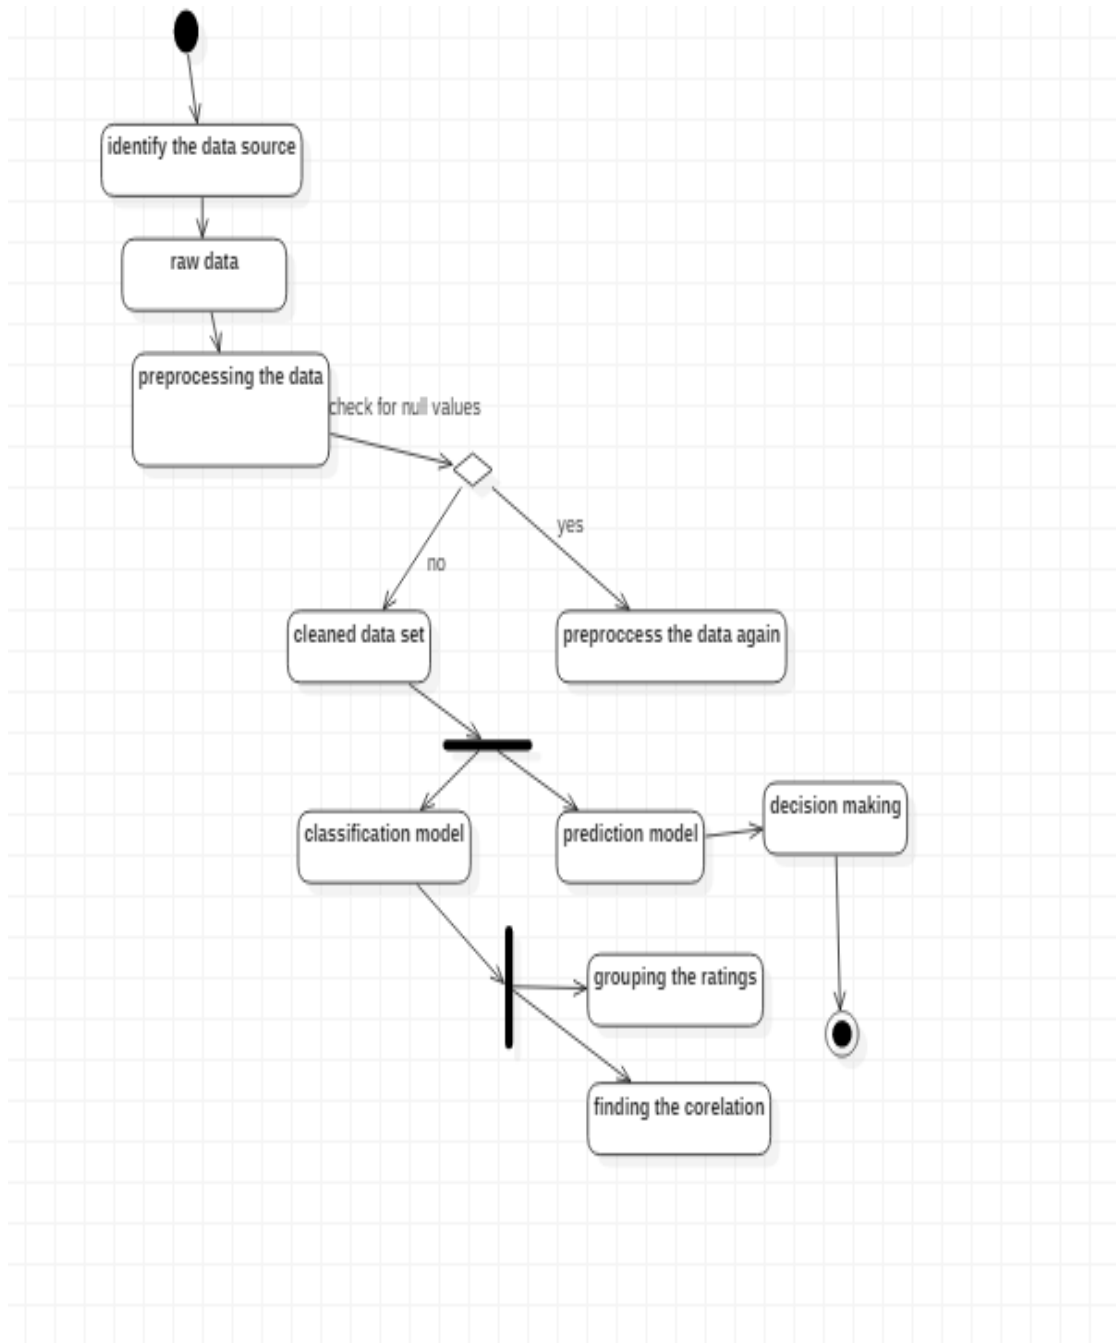 identify the data source
raw data
preprocessing the data
check for null values
yes
no
cleaned data set
preproccess the data again
decision making
classification model
prediction model
grouping the ratings
finding the corelation